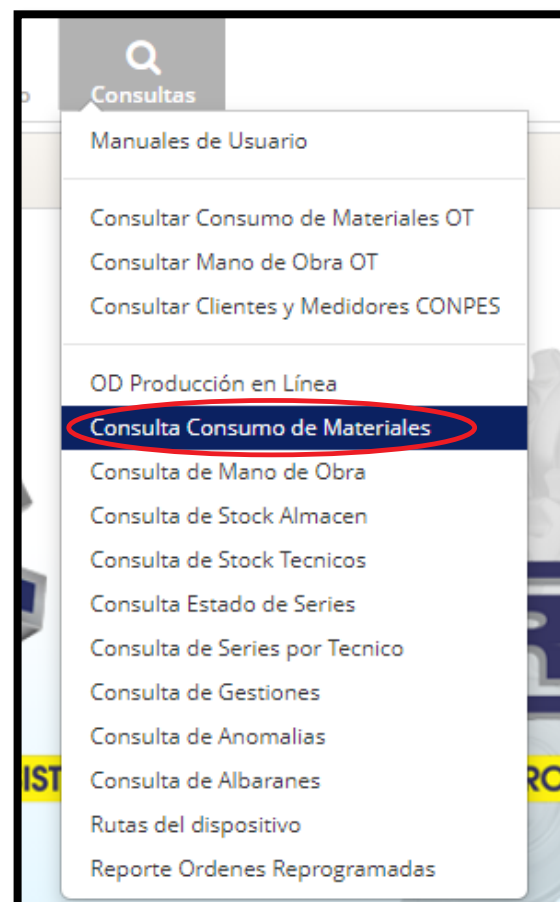 Consultas
Manuales de Usuario
Consultar Consumo de Materiales OT
Consultar Mano de Obra OT
Consultar Clientes y Medidores CONPES
OD Producción en Línea
Consulta Consumo de Materiales
Consulta de Mano de Obra
Consulta de Stock Almacen
Consulta de Stock Tecnicos
Consulta Estado de Series
Consulta de Series por Tecnico
Consulta de Gestiones
Consulta de Anomalias
Consulta de Albaranes
Rutas del dispositivo
Reporte Ordenes Reprogramadas